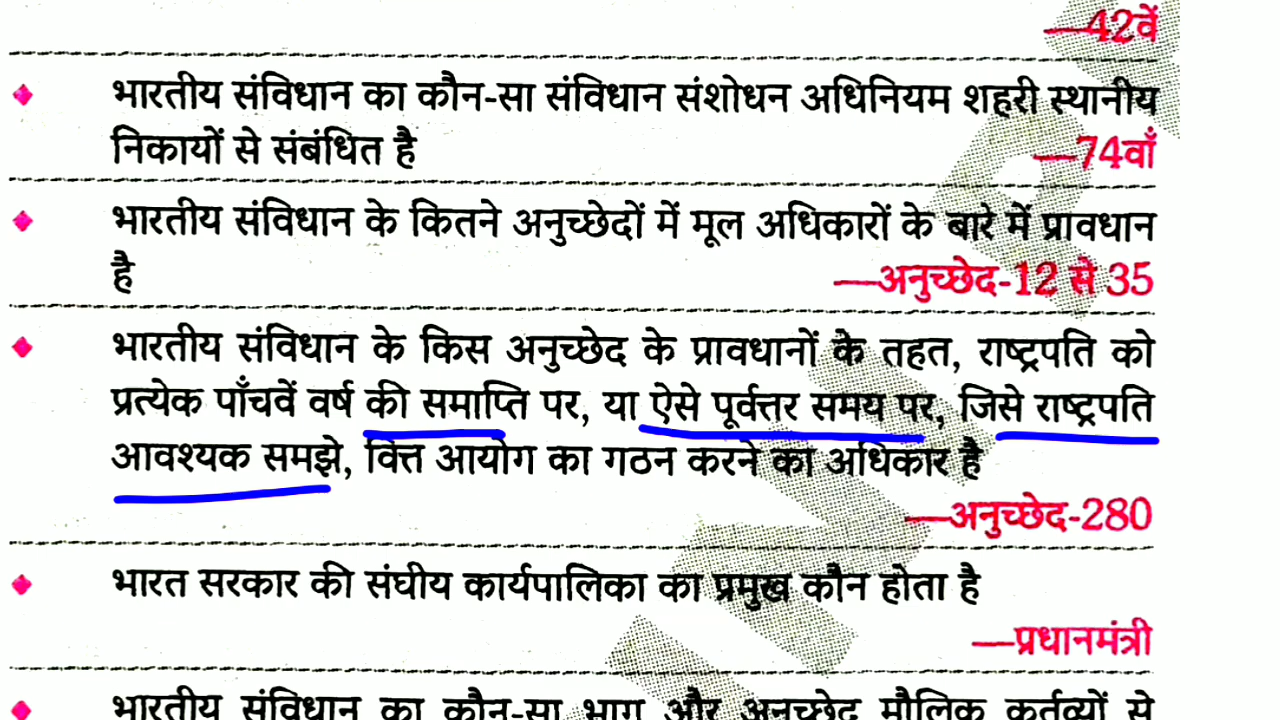 —42वें
भारतीय संविधान का कौन-सा संविधान संशोधन अधिनियम शहरी स्थानीय
निकायों से संबंधित है —74वाँ
भारतीय संविधान के कितने अनुच्छेदों में मूल अधिकारों के बारे में प्रावधान
है —अनुच्छेद-12 से 35
भारतीय संविधान के किस अनुच्छेद के प्रावधानों के तहत, राष्ट्रपति को
प्रत्येक पाँचवें वर्ष की समाप्ति पर, या ऐसे पूर्वत्तर समय पर, जिसे राष्ट्रपति
आवश्यक समझे, वित्त आयोग का गठन करने का अधिकार है
—अनुच्छेद-280
भारत सरकार की संघीय कार्यपालिका का प्रमुख कौन होता है
—प्रधानमंत्री
भारतीय संविधान का कौन-सा भाग और अनुच्छेद मौलिक कर्तव्यों से